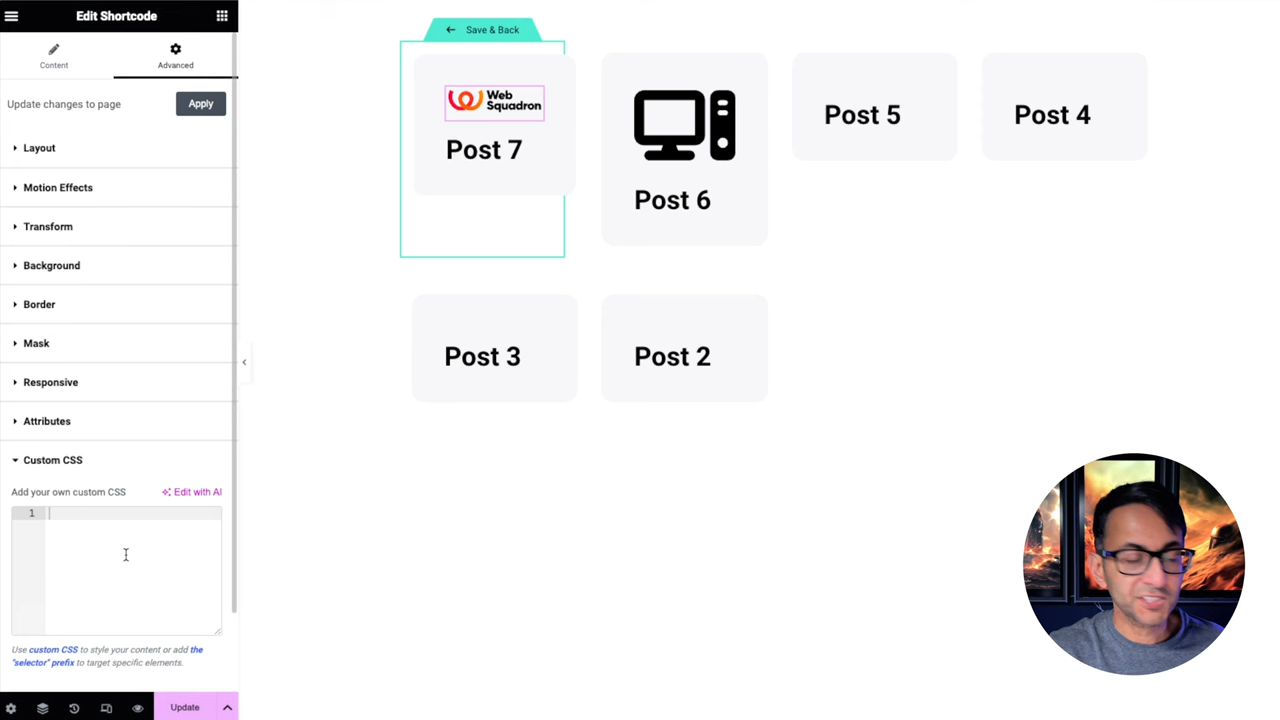 Edit Shortcode
Content
Advanced
Update changes to page
Apply
Layout
Motion Effects
Transform
Background
Border
Mask
Responsive
Attributes
Custom CSS
Add your own custom CSS
Edit with AI
1
Use custom CSS to style your content or add the
"selector" prefix to target specific elements.
Update
Save & Back
Web
Squadron
Post 7
Post 6
Post 5
Post 4
Post 3
Post 2